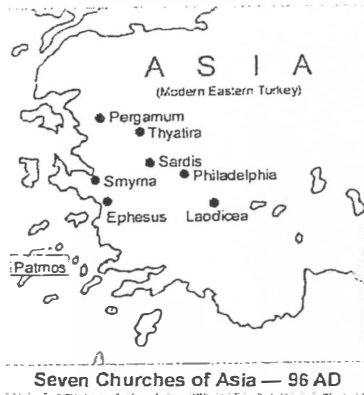 A S I A
(Modern Eastern Turkey)
Pergamum
Thyatira
Sardis
Philadelphia
Smyrna
Ephesus
Laodicea
Patmos
Seven Churches of Asia — 96 AD